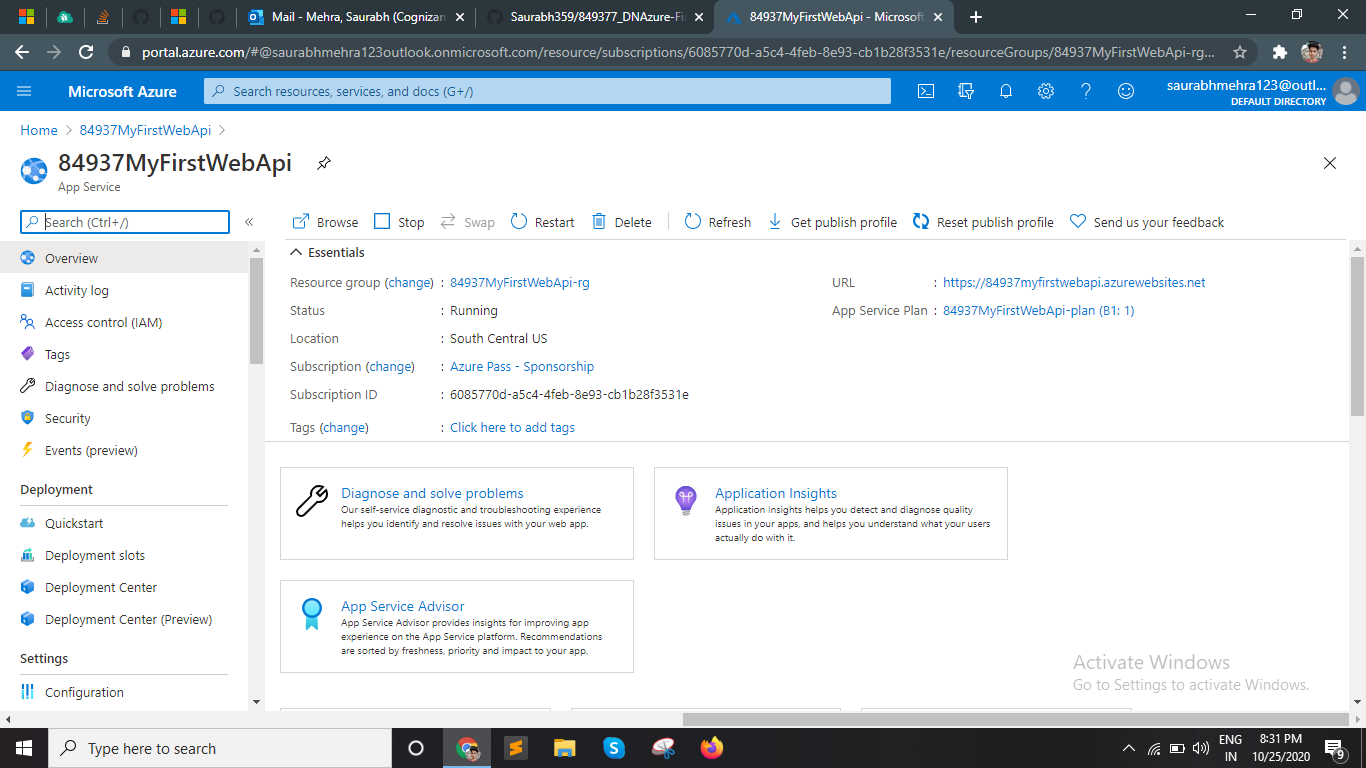 Mail - Mehra, Saurabh (Cognizan
Saurabh359/849377_DNAzure-Fi
84937MyFirstWebApi - Microsoft
portal.azure.com/#@saurabhmehra123outlook.onmicrosoft.com/resource/subscriptions/6085770d-a5c4-4feb-8e93-cb1b28f3531e/resourceGroups/84937MyFirstWebApi-rg...
Microsoft Azure
Search resources, services, and docs (G+/)
saurabhmehra123@outl...
DEFAULT DIRECTORY
Home > 84937MyFirstWebApi >
84937MyFirstWebApi
App Service
Search (Ctrl+/)
«
Browse Stop Swap Restart Delete Refresh Get publish profile Reset publish profile Send us your feedback
Overview
Activity log
Access control (IAM)
Tags
Diagnose and solve problems
Security
Events (preview)
Deployment
Quickstart
Deployment slots
Deployment Center
Deployment Center (Preview)
Settings
Configuration
Essentials
Resource group (change) : 84937MyFirstWebApi-rg
Status : Running
Location : South Central US
Subscription (change) : Azure Pass - Sponsorship
Subscription ID : 6085770d-a5c4-4feb-8e93-cb1b28f3531e
Tags (change) : Click here to add tags
URL : https://84937myfirstwebapi.azurewebsites.net
App Service Plan : 84937MyFirstWebApi-plan (B1: 1)
Diagnose and solve problems
Our self-service diagnostic and troubleshooting experience
helps you identify and resolve issues with your web app.
Application Insights
Application Insights helps you detect and diagnose quality
issues in your apps, and helps you understand what your users
actually do with it.
App Service Advisor
App Service Advisor provides insights for improving app
experience on the App Service platform. Recommendations
are sorted by freshness, priority and impact to your app.
Activate Windows
Go to Settings to activate Windows.
Type here to search
ENG
IN
8:31 PM
10/25/2020
9